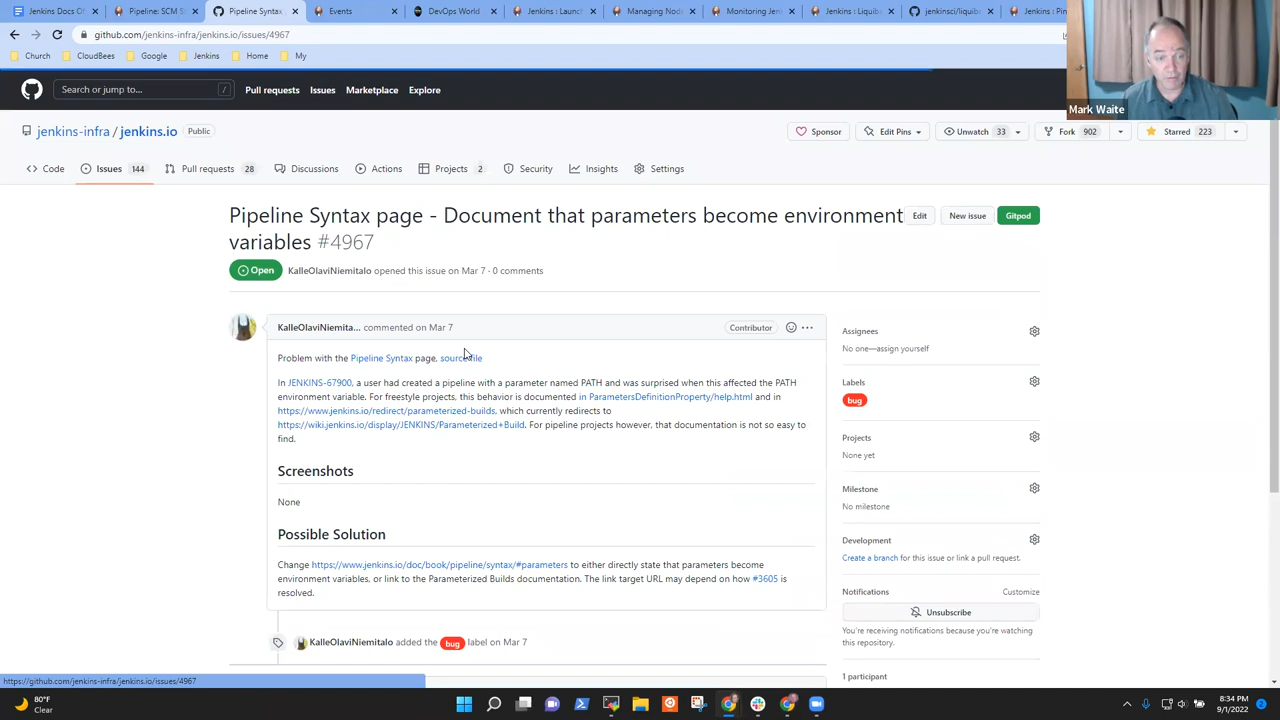 Jenkins Docs Of
Pipeline: SCM St
Pipeline Syntax
Events
DevOps World
Jenkins : Launch
Managing Node
Monitoring Jen
Jenkins : Liquib
jenkinsci/liquib
Jenkins : Pin
github.com/jenkins-infra/jenkins.io/issues/4967
Church
CloudBees
Google
Jenkins
Home
My
Mark Waite
Search or jump to...
/
Pull requests
Issues
Marketplace
Explore
jenkins-infra / jenkins.io
Public
Sponsor
Edit Pins
Unwatch 33
Fork 902
Starred 223
Code
Issues 144
Pull requests 28
Discussions
Actions
Projects 2
Security
Insights
Settings
Pipeline Syntax page - Document that parameters become environment
variables #4967
Edit
New issue
Gitpod
Open
KalleOlaviNiemitalo opened this issue on Mar 7 · 0 comments
KalleOlaviNiemita... commented on Mar 7
Contributor
Problem with the Pipeline Syntax page, source file
In JENKINS-67900, a user had created a pipeline with a parameter named PATH and was surprised when this affected the PATH
environment variable. For freestyle projects, this behavior is documented in ParametersDefinitionProperty/help.html and in
https://www.jenkins.io/redirect/parameterized-builds, which currently redirects to
https://wiki.jenkins.io/display/JENKINS/Parameterized+Build. For pipeline projects however, that documentation is not so easy to
find.
Screenshots
None
Possible Solution
Change https://www.jenkins.io/doc/book/pipeline/syntax/#parameters to either directly state that parameters become
environment variables, or link to the Parameterized Builds documentation. The link target URL may depend on how #3605 is
resolved.
KalleOlaviNiemitalo added the bug label on Mar 7
Assignees
No one—assign yourself
Labels
bug
Projects
None yet
Milestone
No milestone
Development
Create a branch for this issue or link a pull request.
Notifications
Customize
Unsubscribe
You're receiving notifications because you're watching
this repository.
1 participant
https://github.com/jenkins-infra/jenkins.io/issues/4967
80°F
Clear
8:34 PM
9/1/2022
2